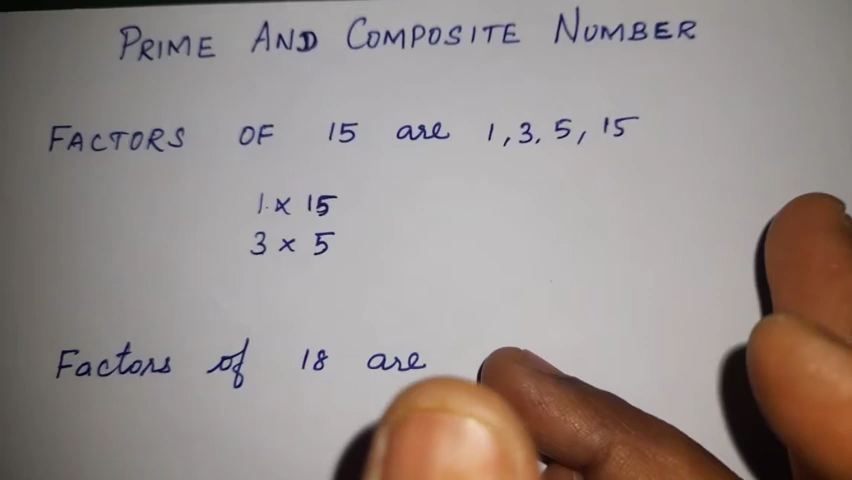 PRIME AND COMPOSITE NUMBER
FACTORS OF 15 are 1, 3, 5, 15
1 x 15
3 x 5
Factors of 18 are